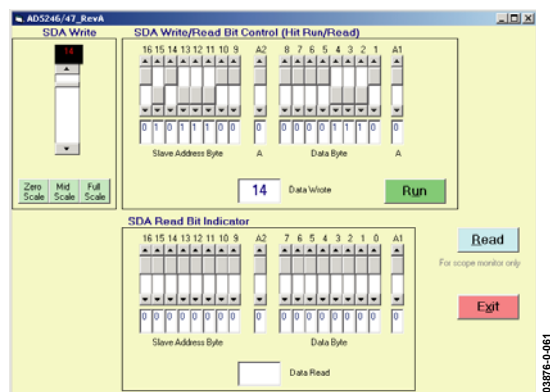 AD5246/47_RevA
SDA Write
SDA Write/Read Bit Control (Hit Run/Read)
14
16 15 14 13 12 11 10 9 A2 8 7 6 5 4 3 2 1 A1
0 1 0 1 1 1 0 0 0 0 0 0 0 1 1 0 0
Slave Address Byte A Data Byte A
Zero Scale
Mid Scale
Full Scale
14 Data Wrote
Run
SDA Read Bit Indicator
16 15 14 13 12 11 10 9 A2 7 6 5 4 3 2 1 0 A1
0 0 0 0 0 0 0 0 0 0 0 0 0 0 0 0 0 0
Slave Address Byte Data Byte
Data Read
Read
For scope monitor only
Exit
03876-0-061